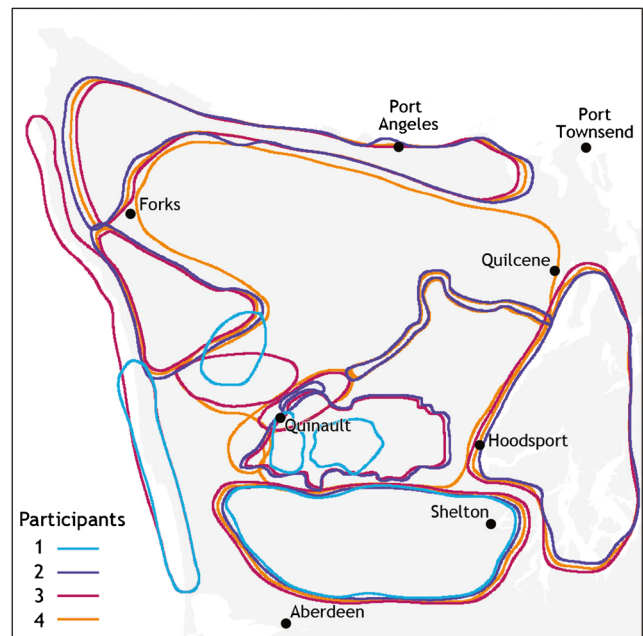 Port
Angeles
Port
Townsend
Forks
Quilcene
Quinault
Hoodsport
Shelton
Participants
1
2
3
4
Aberdeen